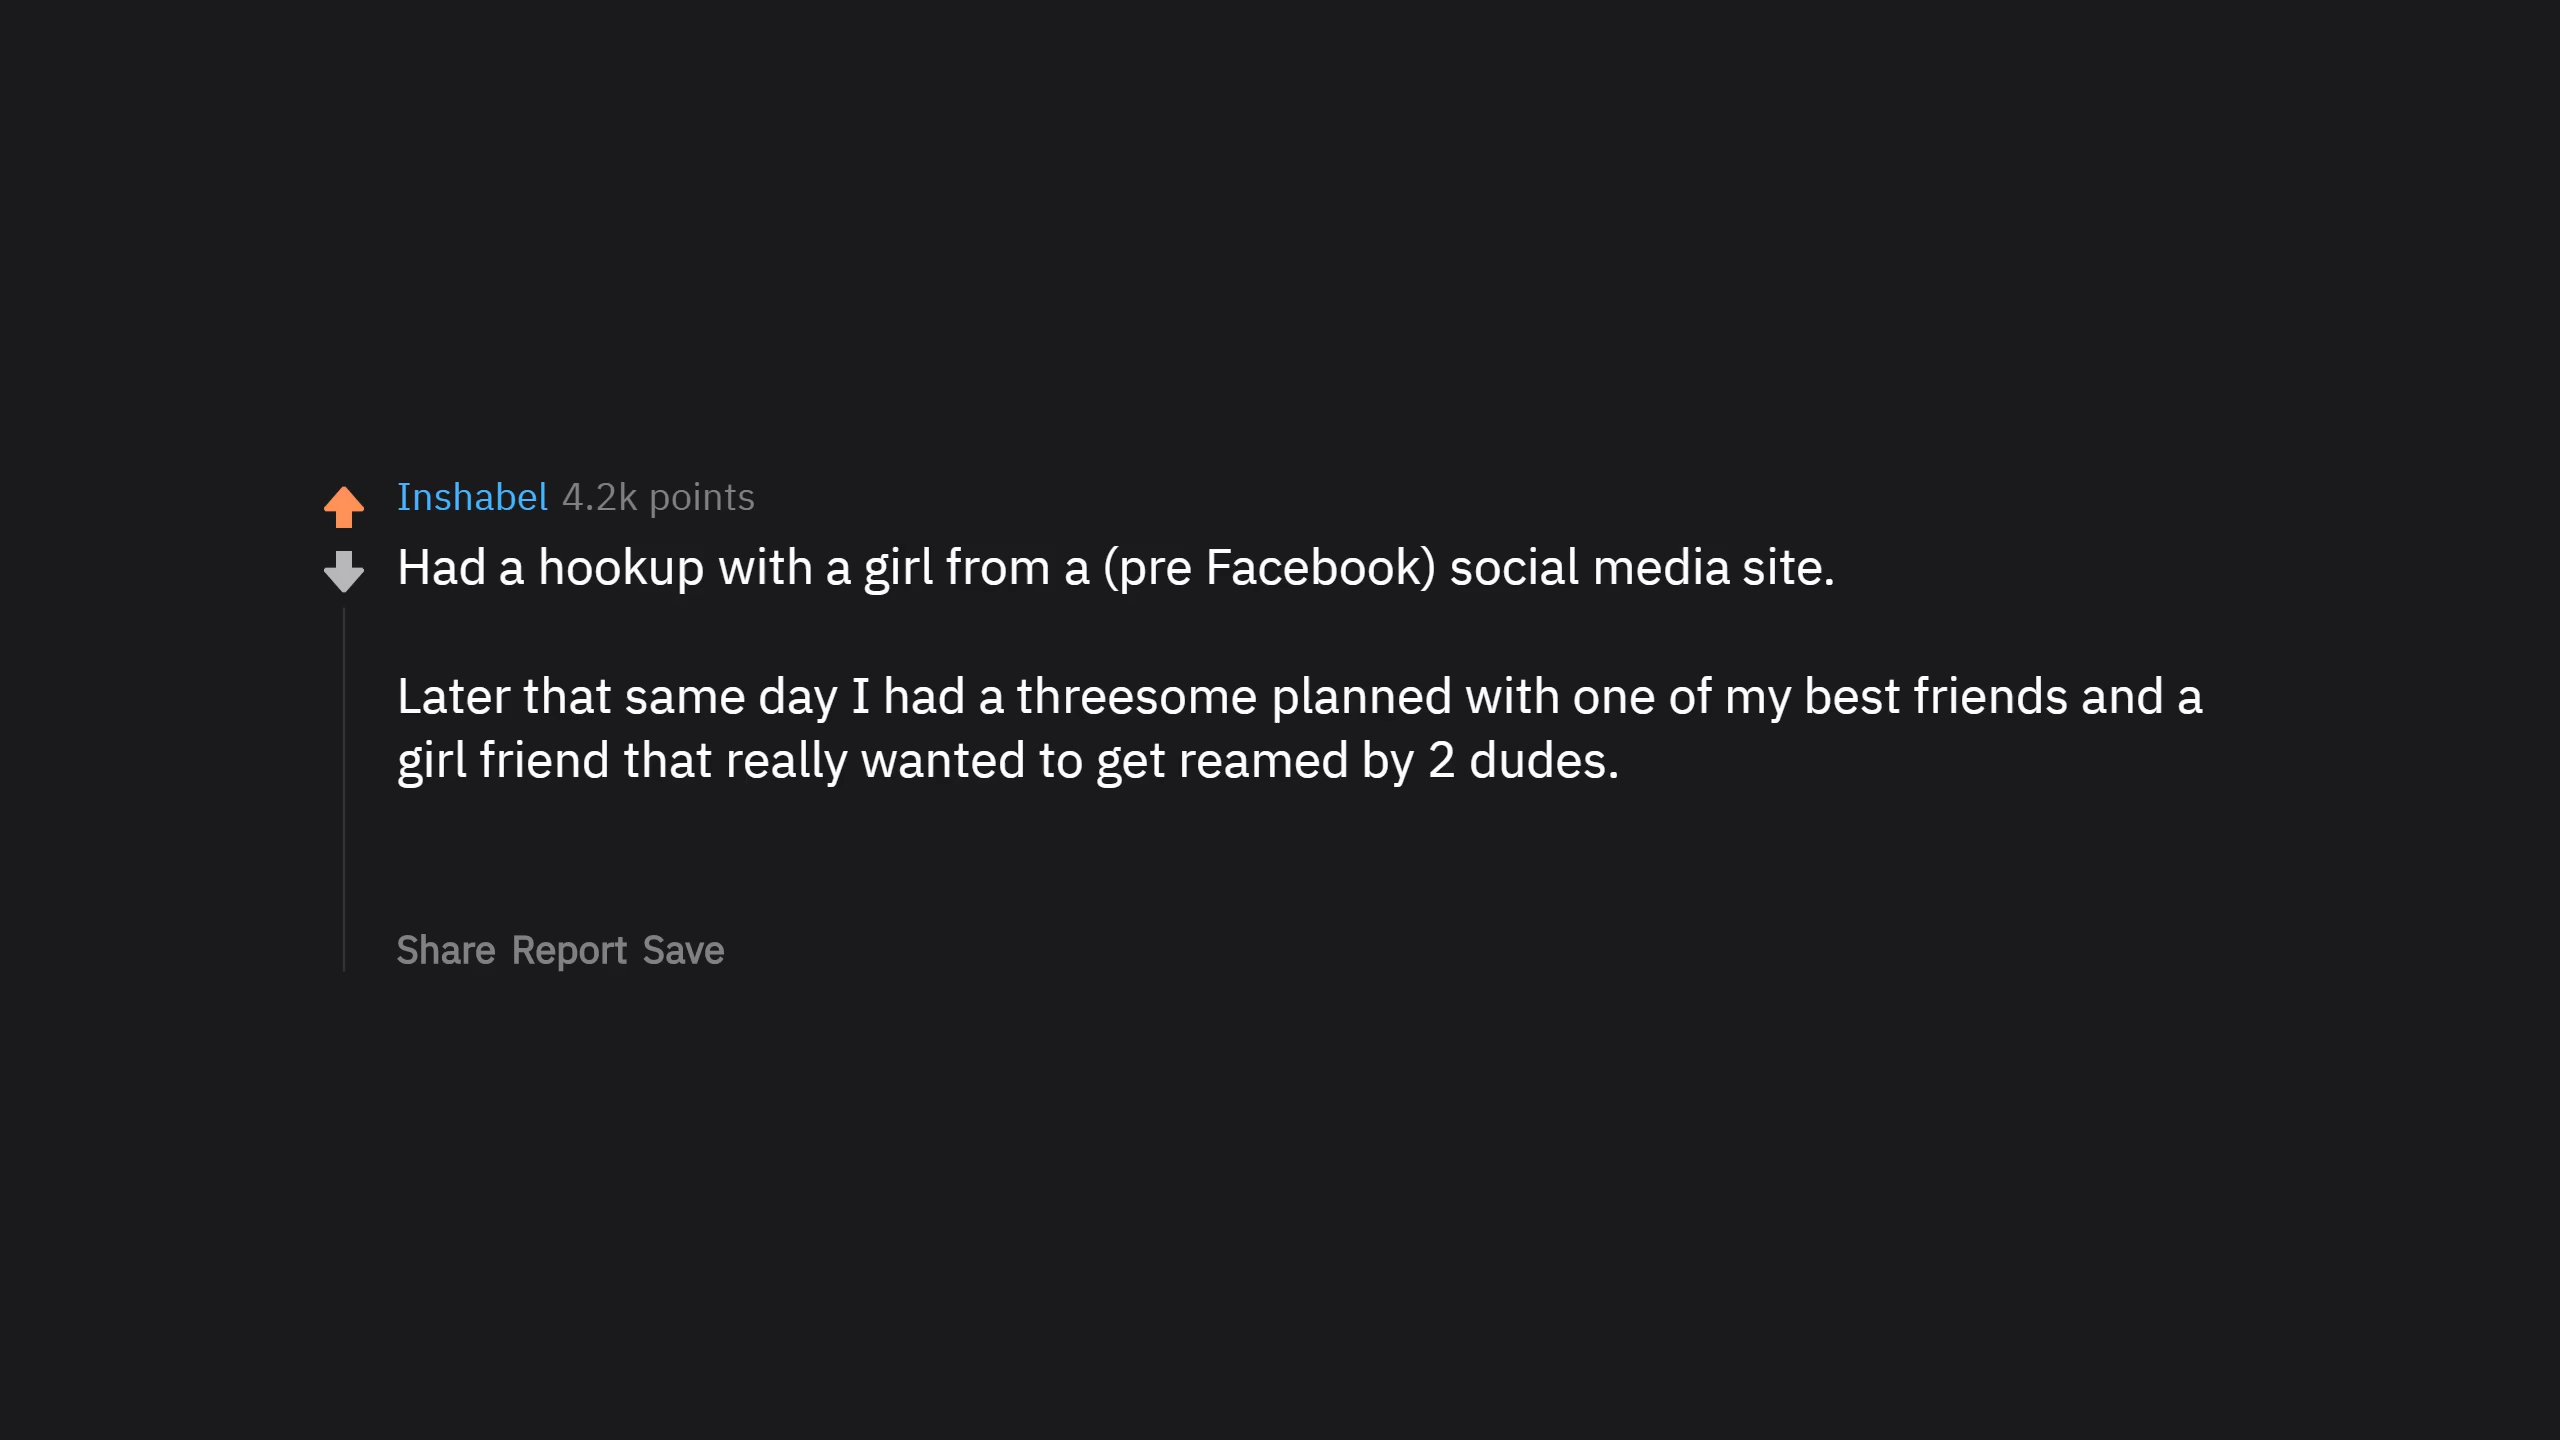 Inshabel 4.2k points
Had a hookup with a girl from a (pre Facebook) social media site.
Later that same day I had a threesome planned with one of my best friends and a
girl friend that really wanted to get reamed by 2 dudes.
Share Report Save